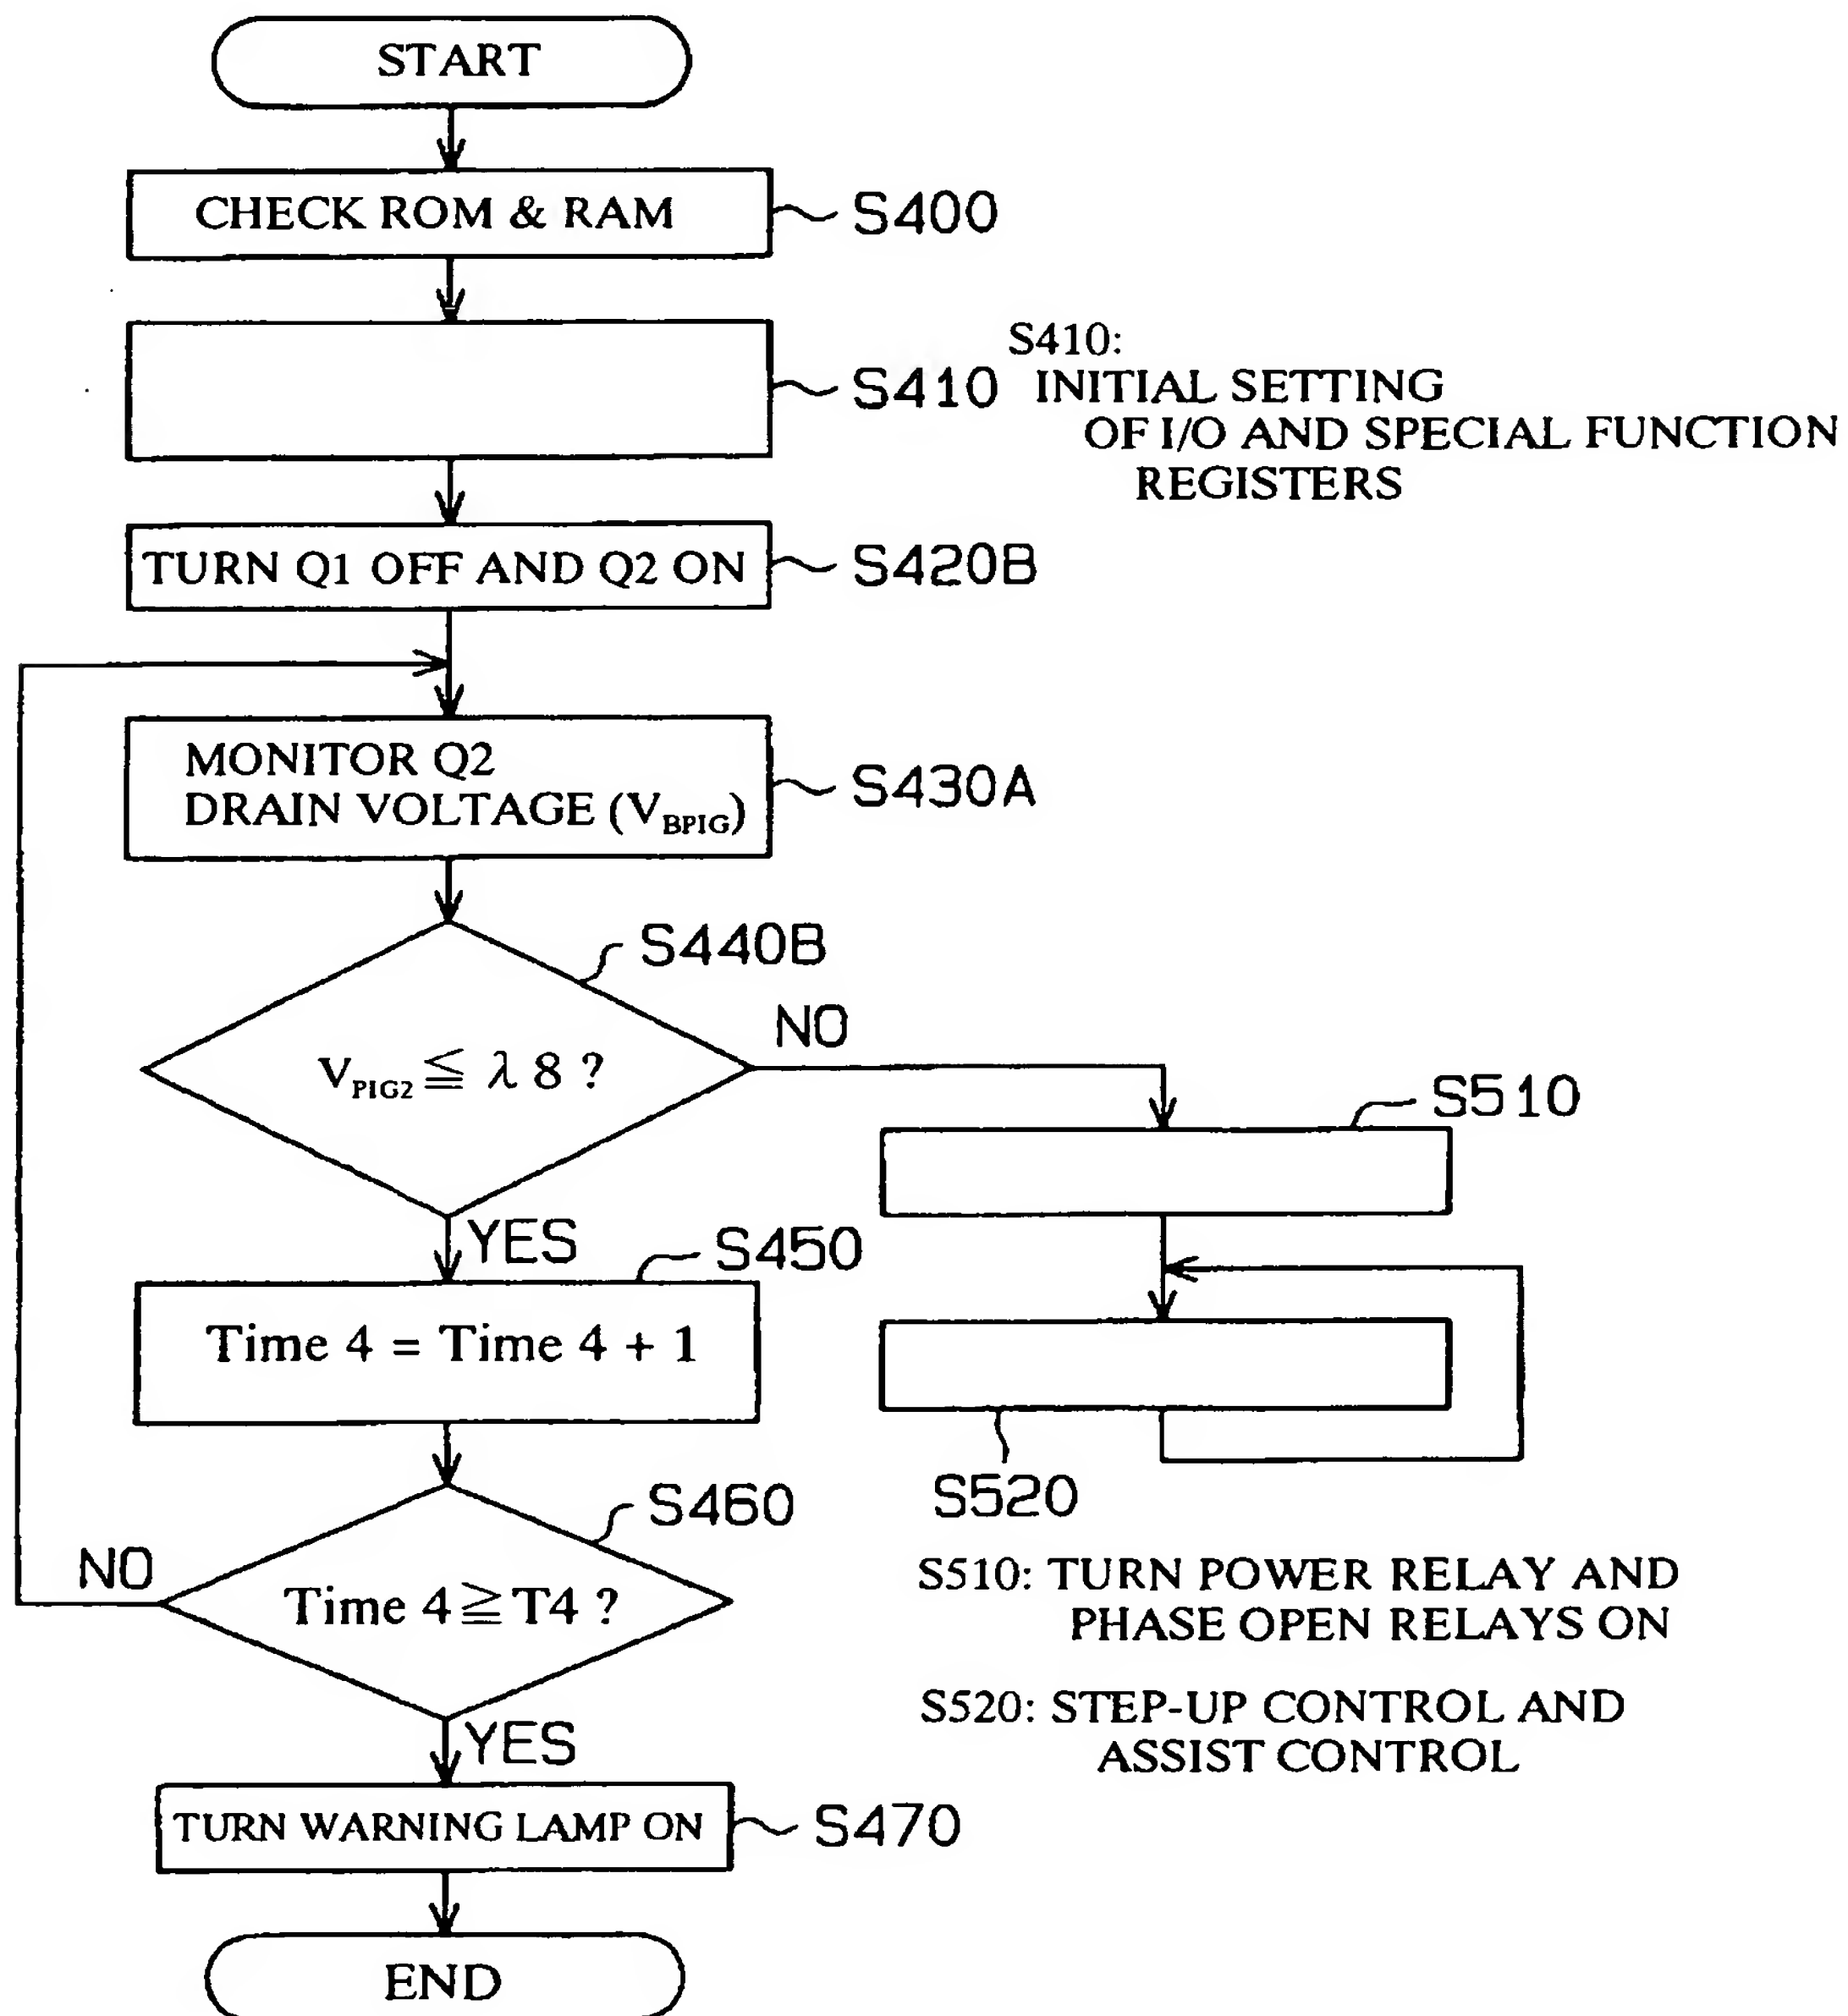 START
CHECK ROM & RAM
S400
S410:
S410
INITIAL SETTING
OF I/O AND SPECIAL FUNCTION
REGISTERS
TURN Q1 OFF AND Q2 ON
S420B
MONITOR Q2
DRAIN VOLTAGE (V_BPIG)
S430A
S440B
V_PIG2 ≦ λ 8 ?
NO
S510
YES
S450
Time 4 = Time 4 + 1
S520
S460
NO
Time 4 ≧ T4 ?
S510: TURN POWER RELAY AND
PHASE OPEN RELAYS ON
S520: STEP-UP CONTROL AND
ASSIST CONTROL
YES
TURN WARNING LAMP ON
S470
END